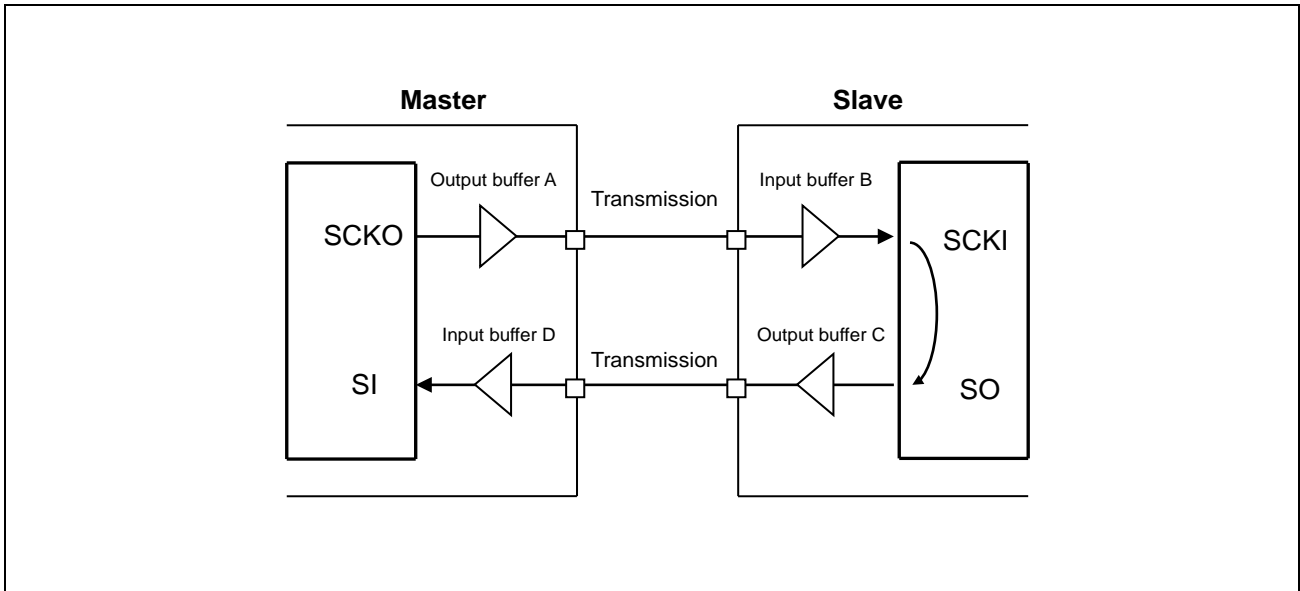 Master
Slave
Output buffer A
Transmission
Input buffer B
SCKO
SCKI
Input buffer D
Transmission
Output buffer C
SI
SO